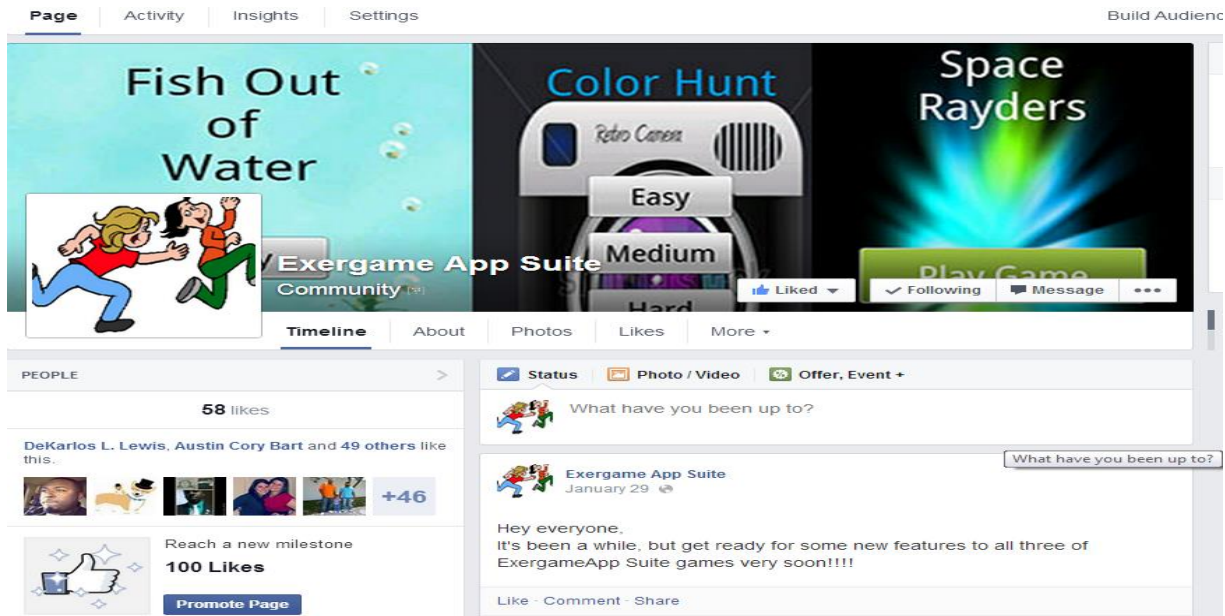 Page Activity Insights Settings Build Audienc
Fish Out
of
Water
Color Hunt
Retro Camera
Easy
Medium
Hard
Space
Rayders
Play Game
Exergame App Suite
Community
Liked
Following
Message
Timeline About Photos Likes More
PEOPLE
58 likes
DeKarlos L. Lewis, Austin Cory Bart and 49 others like
this.
+46
Reach a new milestone
100 Likes
Promote Page
Status Photo / Video Offer, Event +
What have you been up to?
What have you been up to?
Exergame App Suite
January 29
Hey everyone,
It's been a while, but get ready for some new features to all three of
ExergameApp Suite games very soon!!!!
Like · Comment · Share